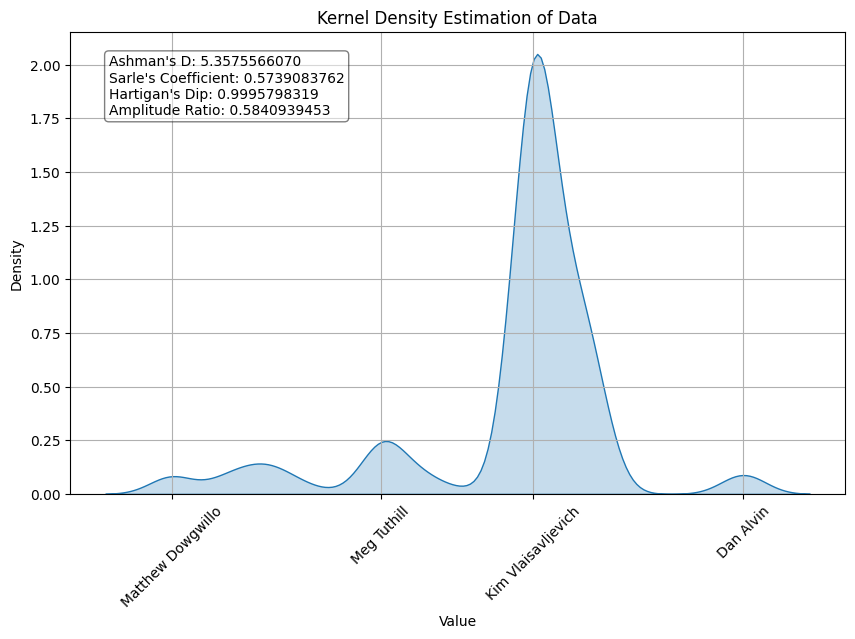 Kernel Density Estimation of Data
Ashman's D: 5.3575566070
Sarle's Coefficient: 0.5739083762
Hartigan's Dip: 0.9995798319
Amplitude Ratio: 0.5840939453
2.00
1.75
1.50
1.25
1.00
0.75
0.50
0.25
0.00
Density
Matthew Dowgwillo
Meg Tuthill
Kim Vlaisavljevich
Dan Alvin
Value